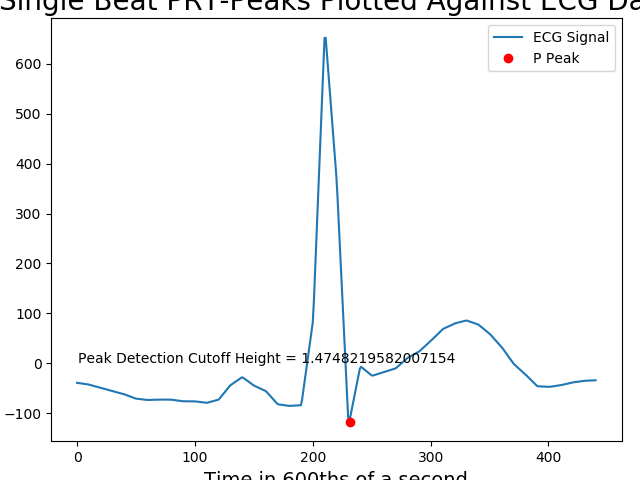 Single Beat PRT-Peaks Plotted Against ECG Da
ECG Signal
P Peak
600
500
400
300
200
100
0
−100
Peak Detection Cutoff Height = 1.4748219582007154
0 100 200 300 400
Time in 600ths of a second